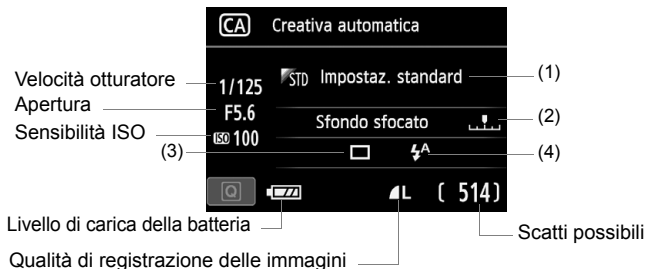 CA Creativa automatica
Velocità otturatore
1/125
STD Impostaz. standard
(1)
Apertura
F5.6
Sfondo sfocato
(2)
Sensibilità ISO
ISO 100
(3)
A
(4)
Q
L
[ 514]
Livello di carica della batteria
Scatti possibili
Qualità di registrazione delle immagini